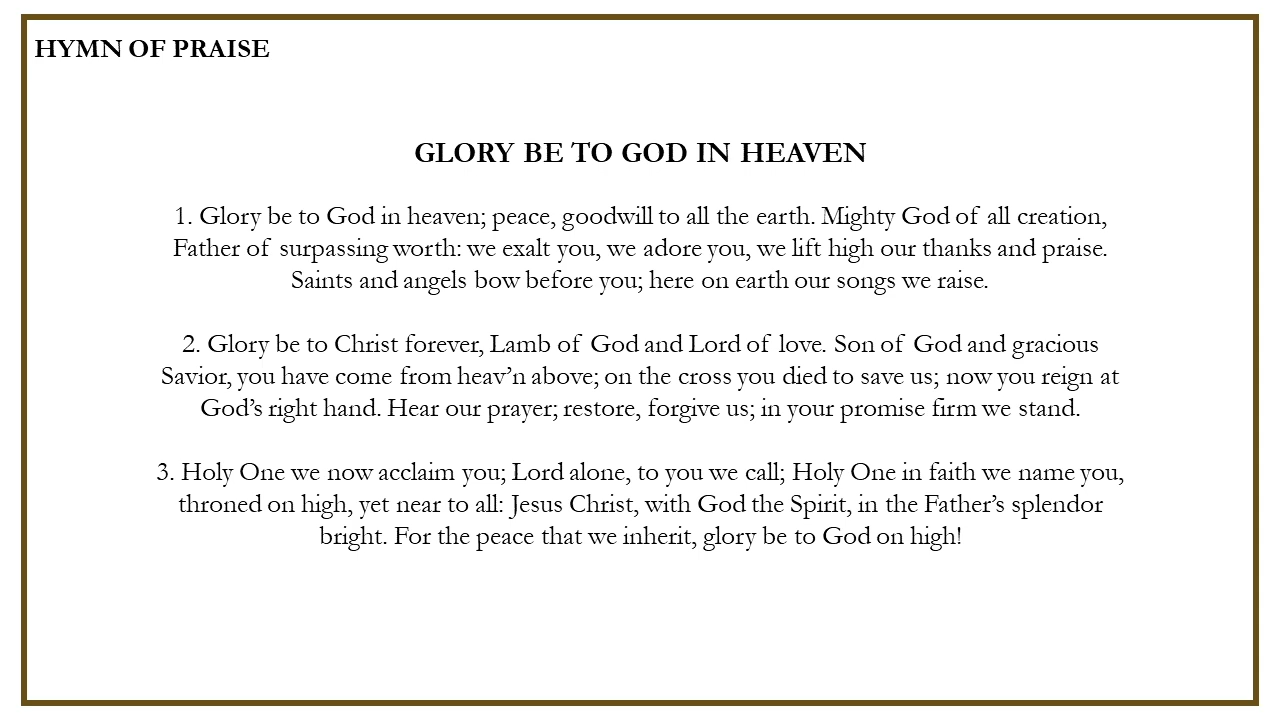 HYMN OF PRAISE
GLORY BE TO GOD IN HEAVEN
1. Glory be to God in heaven; peace, goodwill to all the earth. Mighty God of all creation,
Father of surpassing worth: we exalt you, we adore you, we lift high our thanks and praise.
Saints and angels bow before you; here on earth our songs we raise.
2. Glory be to Christ forever, Lamb of God and Lord of love. Son of God and gracious
Savior, you have come from heav’n above; on the cross you died to save us; now you reign at
God’s right hand. Hear our prayer; restore, forgive us; in your promise firm we stand.
3. Holy One we now acclaim you; Lord alone, to you we call; Holy One in faith we name you,
throned on high, yet near to all: Jesus Christ, with God the Spirit, in the Father’s splendor
bright. For the peace that we inherit, glory be to God on high!